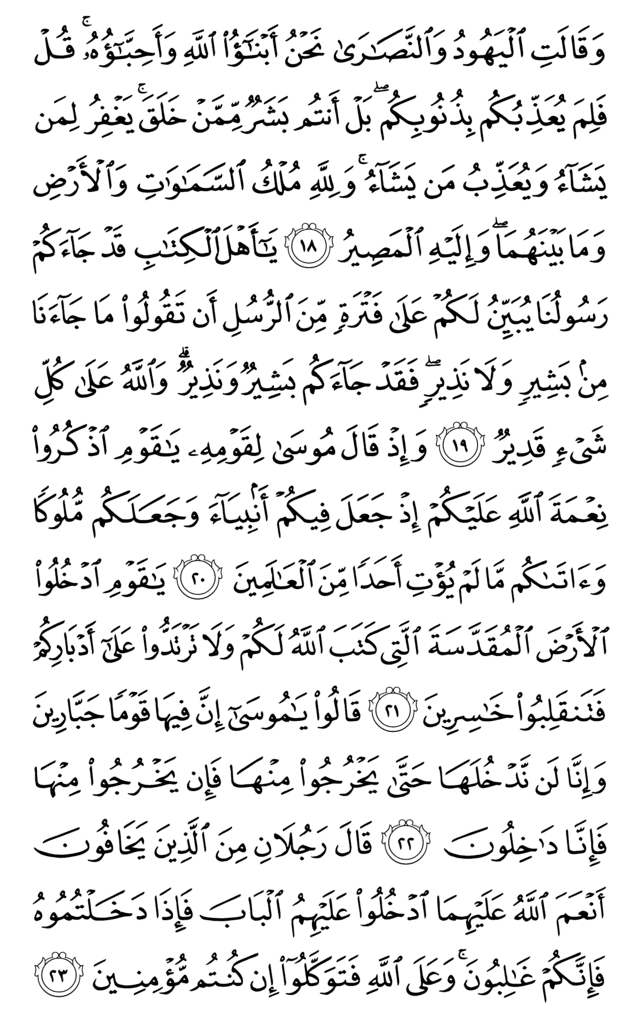 وَقَالَتِ ٱلۡيَهُودُ وَٱلنَّصَٰرَىٰ نَحۡنُ أَبۡنَٰٓؤُاْ ٱللَّهِ وَأَحِبَّٰٓؤُهُۥۚ قُلۡ
فَلِمَ يُعَذِّبُكُم بِذُنُوبِكُمۖ بَلۡ أَنتُم بَشَرٞ مِّمَّنۡ خَلَقَۚ يَغۡفِرُ لِمَن
يَشَآءُ وَيُعَذِّبُ مَن يَشَآءُۚ وَلِلَّهِ مُلۡكُ ٱلسَّمَٰوَٰتِ وَٱلۡأَرۡضِ
وَمَا بَيۡنَهُمَاۖ وَإِلَيۡهِ ٱلۡمَصِيرُ ١٨ يَٰٓأَهۡلَ ٱلۡكِتَٰبِ قَدۡ جَآءَكُمۡ
رَسُولُنَا يُبَيِّنُ لَكُمۡ عَلَىٰ فَتۡرَةٖ مِّنَ ٱلرُّسُلِ أَن تَقُولُواْ مَا جَآءَنَا
مِنۢ بَشِيرٖ وَلَا نَذِيرٖۖ فَقَدۡ جَآءَكُم بَشِيرٞ وَنَذِيرٞۗ وَٱللَّهُ عَلَىٰ كُلِّ
شَيۡءٖ قَدِيرٞ ١٩ وَإِذۡ قَالَ مُوسَىٰ لِقَوۡمِهِۦ يَٰقَوۡمِ ٱذۡكُرُواْ
نِعۡمَةَ ٱللَّهِ عَلَيۡكُمۡ إِذۡ جَعَلَ فِيكُمۡ أَنۢبِيَآءَ وَجَعَلَكُم مُّلُوكٗا
وَءَاتَىٰكُم مَّا لَمۡ يُؤۡتِ أَحَدٗا مِّنَ ٱلۡعَٰلَمِينَ ٢٠ يَٰقَوۡمِ ٱدۡخُلُواْ
ٱلۡأَرۡضَ ٱلۡمُقَدَّسَةَ ٱلَّتِي كَتَبَ ٱللَّهُ لَكُمۡ وَلَا تَرۡتَدُّواْ عَلَىٰٓ أَدۡبَارِكُمۡ
فَتَنقَلِبُواْ خَٰسِرِينَ ٢١ قَالُواْ يَٰمُوسَىٰٓ إِنَّ فِيهَا قَوۡمٗا جَبَّارِينَ
وَإِنَّا لَن نَّدۡخُلَهَا حَتَّىٰ يَخۡرُجُواْ مِنۡهَا فَإِن يَخۡرُجُواْ مِنۡهَا
فَإِنَّا دَٰخِلُونَ ٢٢ قَالَ رَجُلَانِ مِنَ ٱلَّذِينَ يَخَافُونَ
أَنۡعَمَ ٱللَّهُ عَلَيۡهِمَا ٱدۡخُلُواْ عَلَيۡهِمُ ٱلۡبَابَ فَإِذَا دَخَلۡتُمُوهُ
فَإِنَّكُمۡ غَٰلِبُونَۚ وَعَلَى ٱللَّهِ فَتَوَكَّلُوٓاْ إِن كُنتُم مُّؤۡمِنِينَ ٢٣